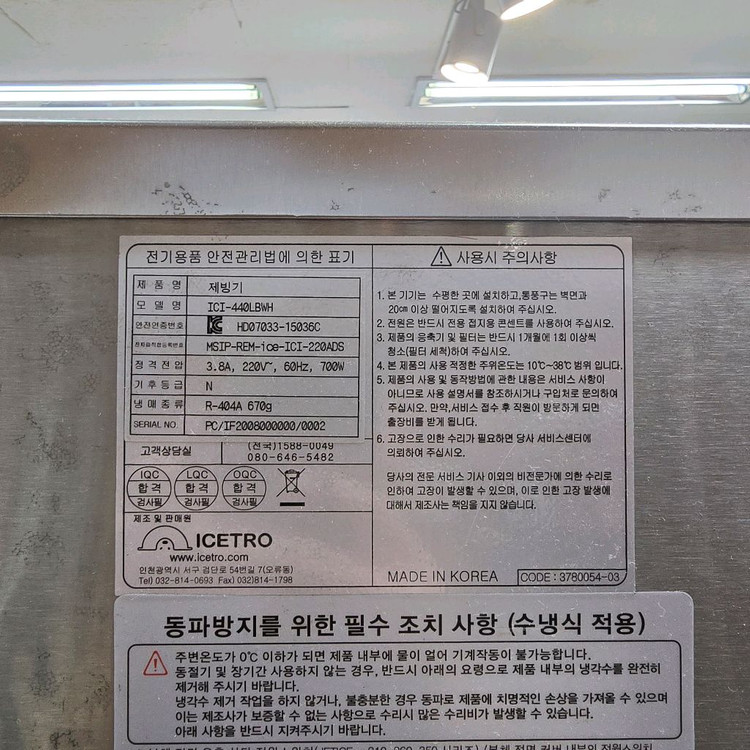 전기용품 안전관리법에 의한 표기
제 품 명 제빙기
모 델 명 ICI-440LBWH
안전인증번호 HD07033-15036C
MSIP-REM-ice-ICI-220ADS
정 격 전 압 3.8A, 220V~, 60Hz, 700W
기 후 등 급 N
냉 매 종 류 R-404A 670g
SERIAL NO. PC/IF2008000000/0002
고객상담실 (전국)1588-0049
080-646-5482
IQC LQC OQC
합 격 합 격 합 격
검사필 검사필 검사필
제조 및 판매원
ICETRO
www.icetro.com
인천광역시 서구 검단로 54번길 7(오류동)
Tel) 032-814-0693 Fax) 032)814-1798
사용시 주의사항
1. 본 기기는 수평한 곳에 설치하고,통풍구는 벽면과
20cm 이상 떨어지도록 설치하여 주십시오.
2. 전원은 반드시 전용 접지용 콘센트를 사용하여 주십시오.
3. 제품의 응축기 및 필터는 반드시 1개월에 1회 이상씩
청소(필터 세척)하여 주십시오.
4. 본 제품의 사용 적정한 주위온도는 10℃~38℃ 범위 입니다.
5. 제품의 사용 및 동작방법에 관한 내용은 서비스 사항이
아니므로 사용 설명서를 참조하시거나 구입처로 문의하여
주십시오. 만약,서비스 접수 후 직원이 방문하게 되면
출장비를 받게 됩니다.
6. 고장으로 인한 수리가 필요하면 당사 서비스센터에
의뢰하여 주십시오.
당사의 전문 서비스 기사 이외의 비전문가에 의한 수리로
인하여 고장이 발생할 수 있으며, 이로 인한 고장 발생에
대해서 제조사는 책임을 지지 않습니다.
MADE IN KOREA CODE : 3780054-03
동파방지를 위한 필수 조치 사항 (수냉식 적용)
주변온도가 0℃ 이하가 되면 제품 내부에 물이 얼어 기계작동이 불가능합니다.
동절기 및 장기간 사용하지 않는 경우, 반드시 아래의 요령으로 제품 내부의 냉각수를 완전히
제거해 주시기 바랍니다.
냉각수 제거 작업을 하지 않거나, 불충분한 경우 동파로 제품에 치명적인 손상을 가져올 수 있으며
이는 제조사가 보증할 수 없는 사항으로 수리시 많은 수리비가 발생할 수 있습니다.
아래 사항을 반드시 지켜주시기 바랍니다.